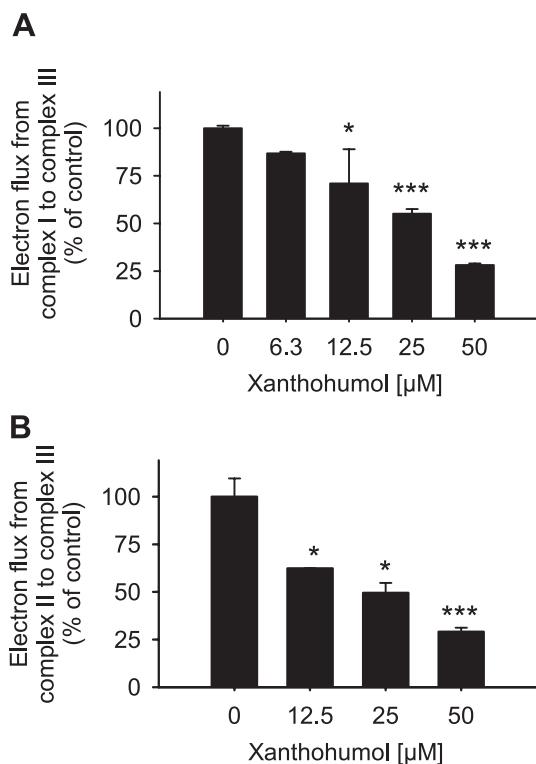 A
Electron flux from
complex I to complex III
(% of control)
100
75
50
25
0
*
***
***
0 6.3 12.5 25 50
Xanthohumol [µM]
B
Electron flux from
complex II to complex III
(% of control)
100
75
50
25
0
*
*
***
0 12.5 25 50
Xanthohumol [µM]